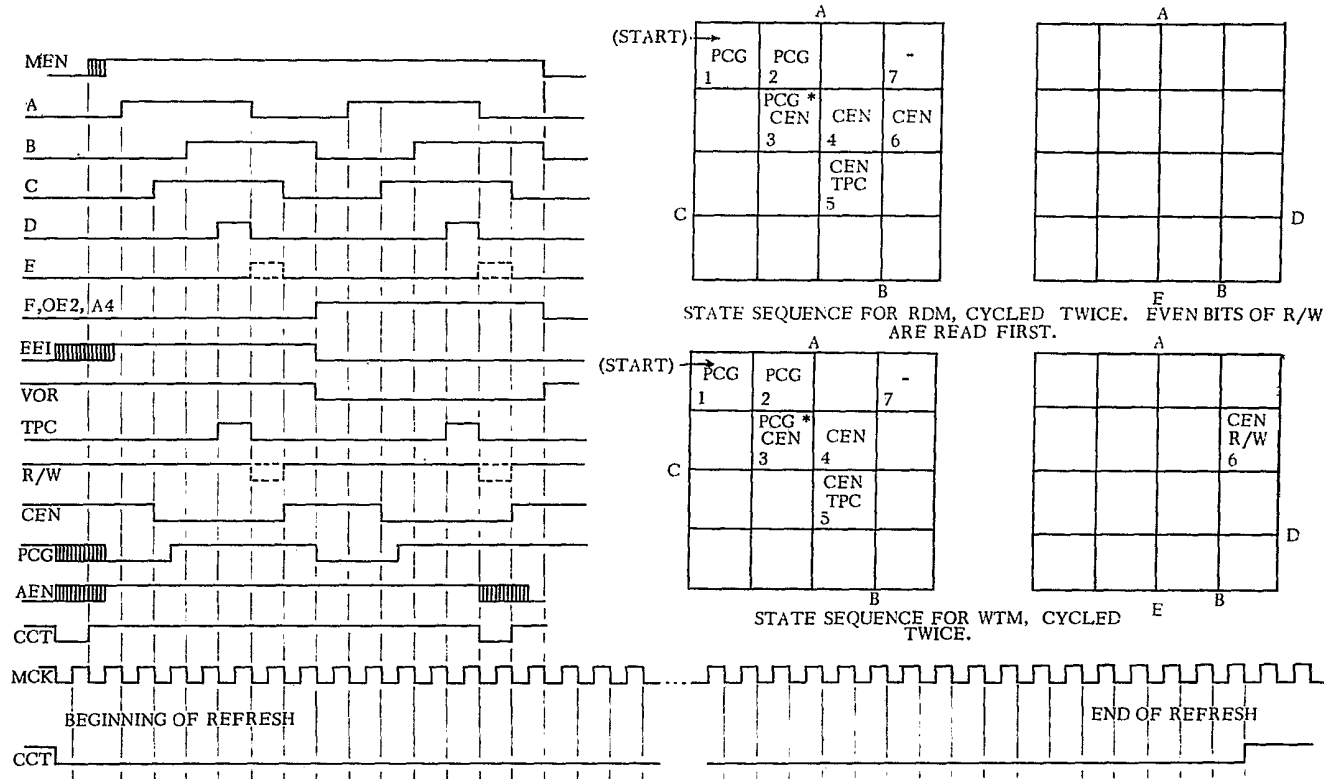 MEN
A
B
C
D
E
F,OE2, A4
EEI
VOR
TPC
R/W
CEN
PCG
AEN
CCT
MCK
BEGINNING OF REFRESH
END OF REFRESH
CCT
A
(START)
PCG
1
PCG
2
-
7
PCG *
CEN
3
CEN
4
CEN
6
CEN
TPC
5
C
B
A
D
E
B
STATE SEQUENCE FOR RDM, CYCLED TWICE. EVEN BITS OF R/W
ARE READ FIRST.
A
(START)
PCG
1
PCG
2
-
7
PCG *
CEN
3
CEN
4
CEN
TPC
5
C
B
A
CEN
R/W
6
D
E
B
STATE SEQUENCE FOR WTM, CYCLED
TWICE.